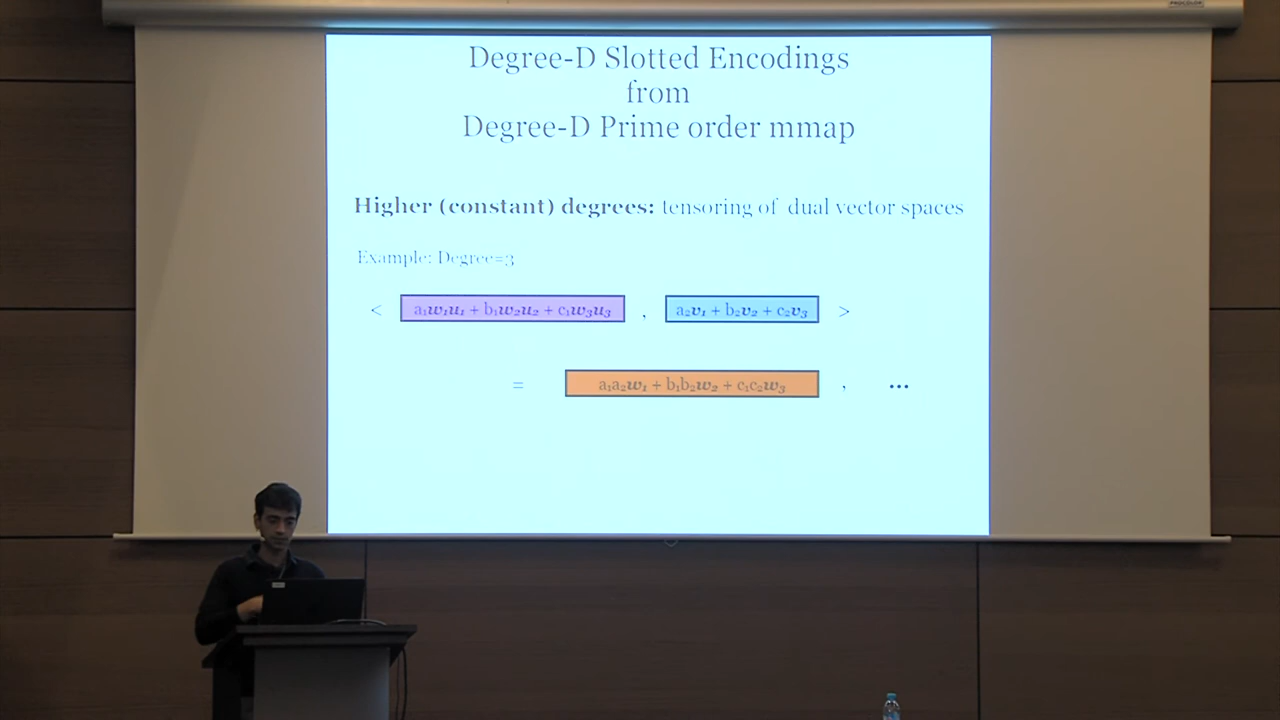 Degree-D Slotted Encodings
from
Degree-D Prime order mmap
Higher (constant) degrees: tensoring of dual vector spaces
Example: Degree=3
< a₁w₁u₁ + b₁w₂u₂ + c₁w₃u₃ , a₂v₁ + b₂v₂ + c₂v₃ >
= a₁a₂w₁ + b₁b₂w₂ + c₁c₂w₃ , ...